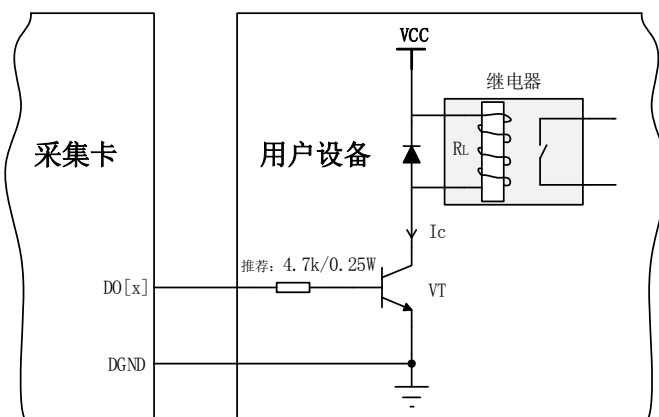 VCC
继电器
采集卡
用户设备
RL
Ic
推荐: 4.7k/0.25W
DO[x]
VT
DGND